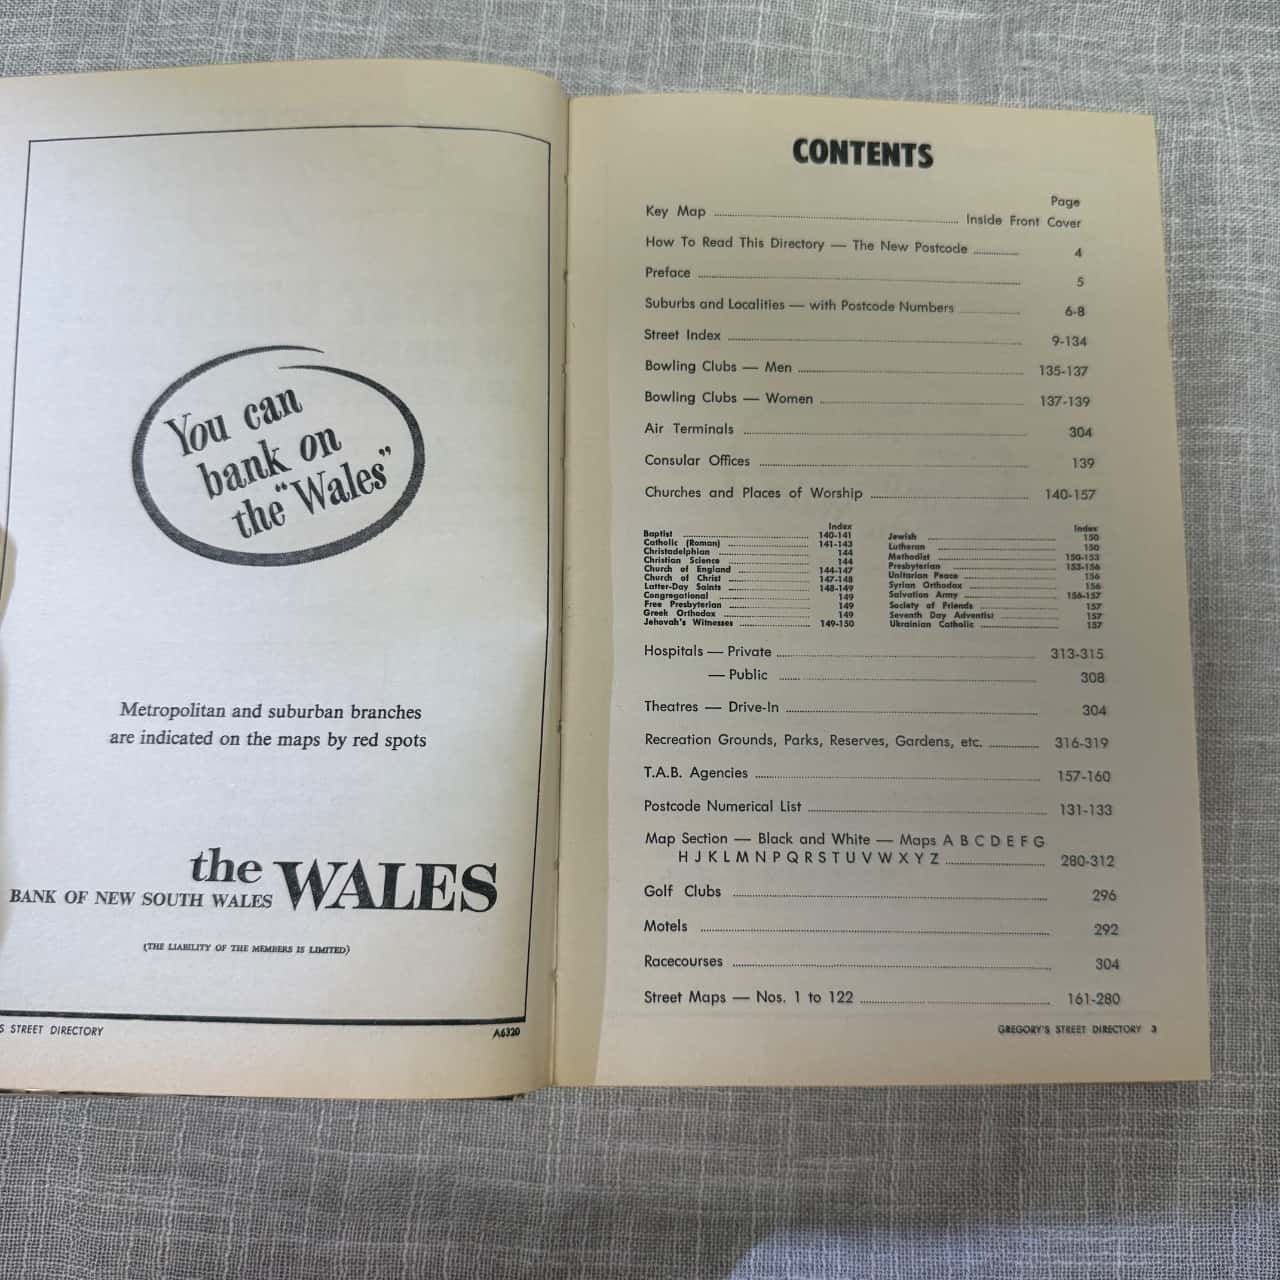 You can
bank on
the "Wales"
Metropolitan and suburban branches
are indicated on the maps by red spots
the WALES
BANK OF NEW SOUTH WALES
(THE LIABILITY OF THE MEMBERS IS LIMITED)
STREET DIRECTORY A6320
CONTENTS
Page
Key Map Inside Front Cover
How To Read This Directory — The New Postcode 4
Preface 5
Suburbs and Localities — with Postcode Numbers 6-8
Street Index 9-134
Bowling Clubs — Men 135-137
Bowling Clubs — Women 137-139
Air Terminals 304
Consular Offices 139
Churches and Places of Worship 140-157
Index
Baptist 140-141
Catholic (Roman) 141-143
Christadelphian 144
Christian Science 144
Church of England 144-147
Church of Christ 147-148
Latter-Day Saints 148-149
Congregational 149
Free Presbyterian 149
Greek Orthodox 149
Jehovah's Witnesses 149-150
Index
Jewish 150
Lutheran 150
Methodist 150-153
Presbyterian 153-156
Unitarian Peace 156
Syrian Orthodox 156
Salvation Army 156-157
Society of Friends 157
Seventh Day Adventist 157
Ukrainian Catholic 157
Hospitals — Private 313-315
— Public 308
Theatres — Drive-In 304
Recreation Grounds, Parks, Reserves, Gardens, etc. 316-319
T.A.B. Agencies 157-160
Postcode Numerical List 131-133
Map Section — Black and White — Maps A B C D E F G
H J K L M N P Q R S T U V W X Y Z 280-312
Golf Clubs 296
Motels 292
Racecourses 304
Street Maps — Nos. 1 to 122 161-280
GREGORY'S STREET DIRECTORY 3